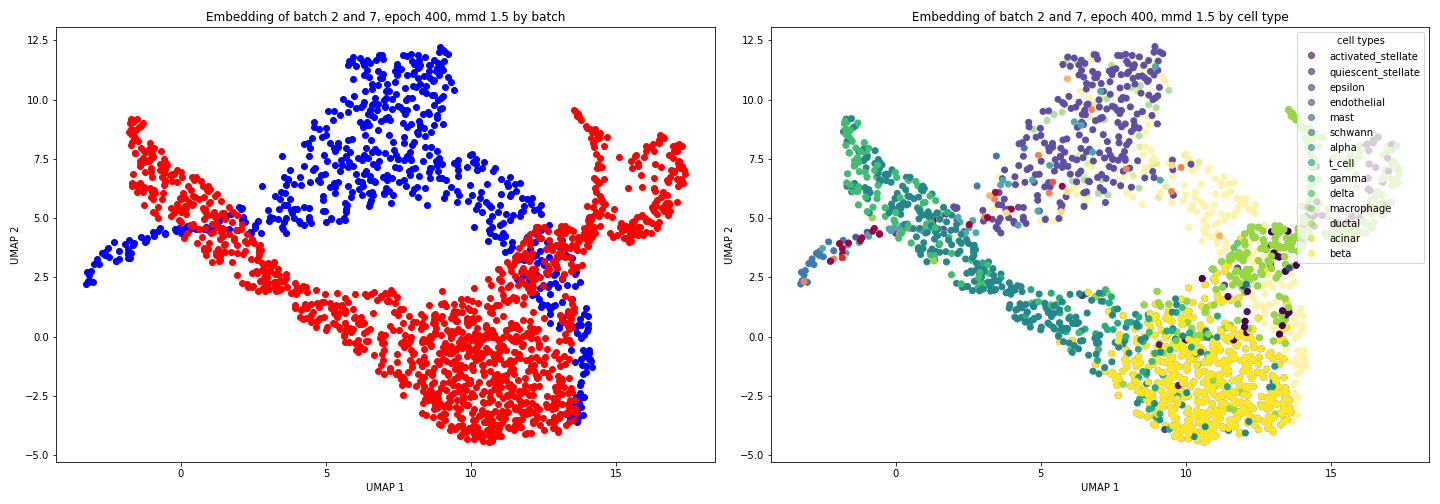 Embedding of batch 2 and 7, epoch 400, mmd 1.5 by batch
12.5
10.0
7.5
5.0
2.5
0.0
−2.5
−5.0
UMAP 2
0
5
10
15
UMAP 1
Embedding of batch 2 and 7, epoch 400, mmd 1.5 by cell type
12.5
10.0
7.5
5.0
2.5
0.0
−2.5
−5.0
UMAP 2
0
5
10
15
UMAP 1
cell types
activated_stellate
quiescent_stellate
epsilon
endothelial
mast
schwann
alpha
t_cell
gamma
delta
macrophage
ductal
acinar
beta